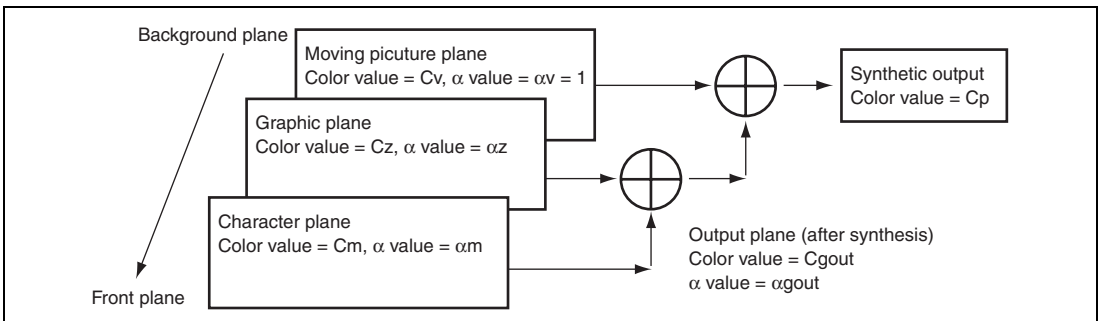 Background plane
Moving picuture plane
Color value = Cv, α value = αv = 1
Graphic plane
Color value = Cz, α value = αz
Character plane
Color value = Cm, α value = αm
Front plane
Synthetic output
Color value = Cp
Output plane (after synthesis)
Color value = Cgout
α value = αgout